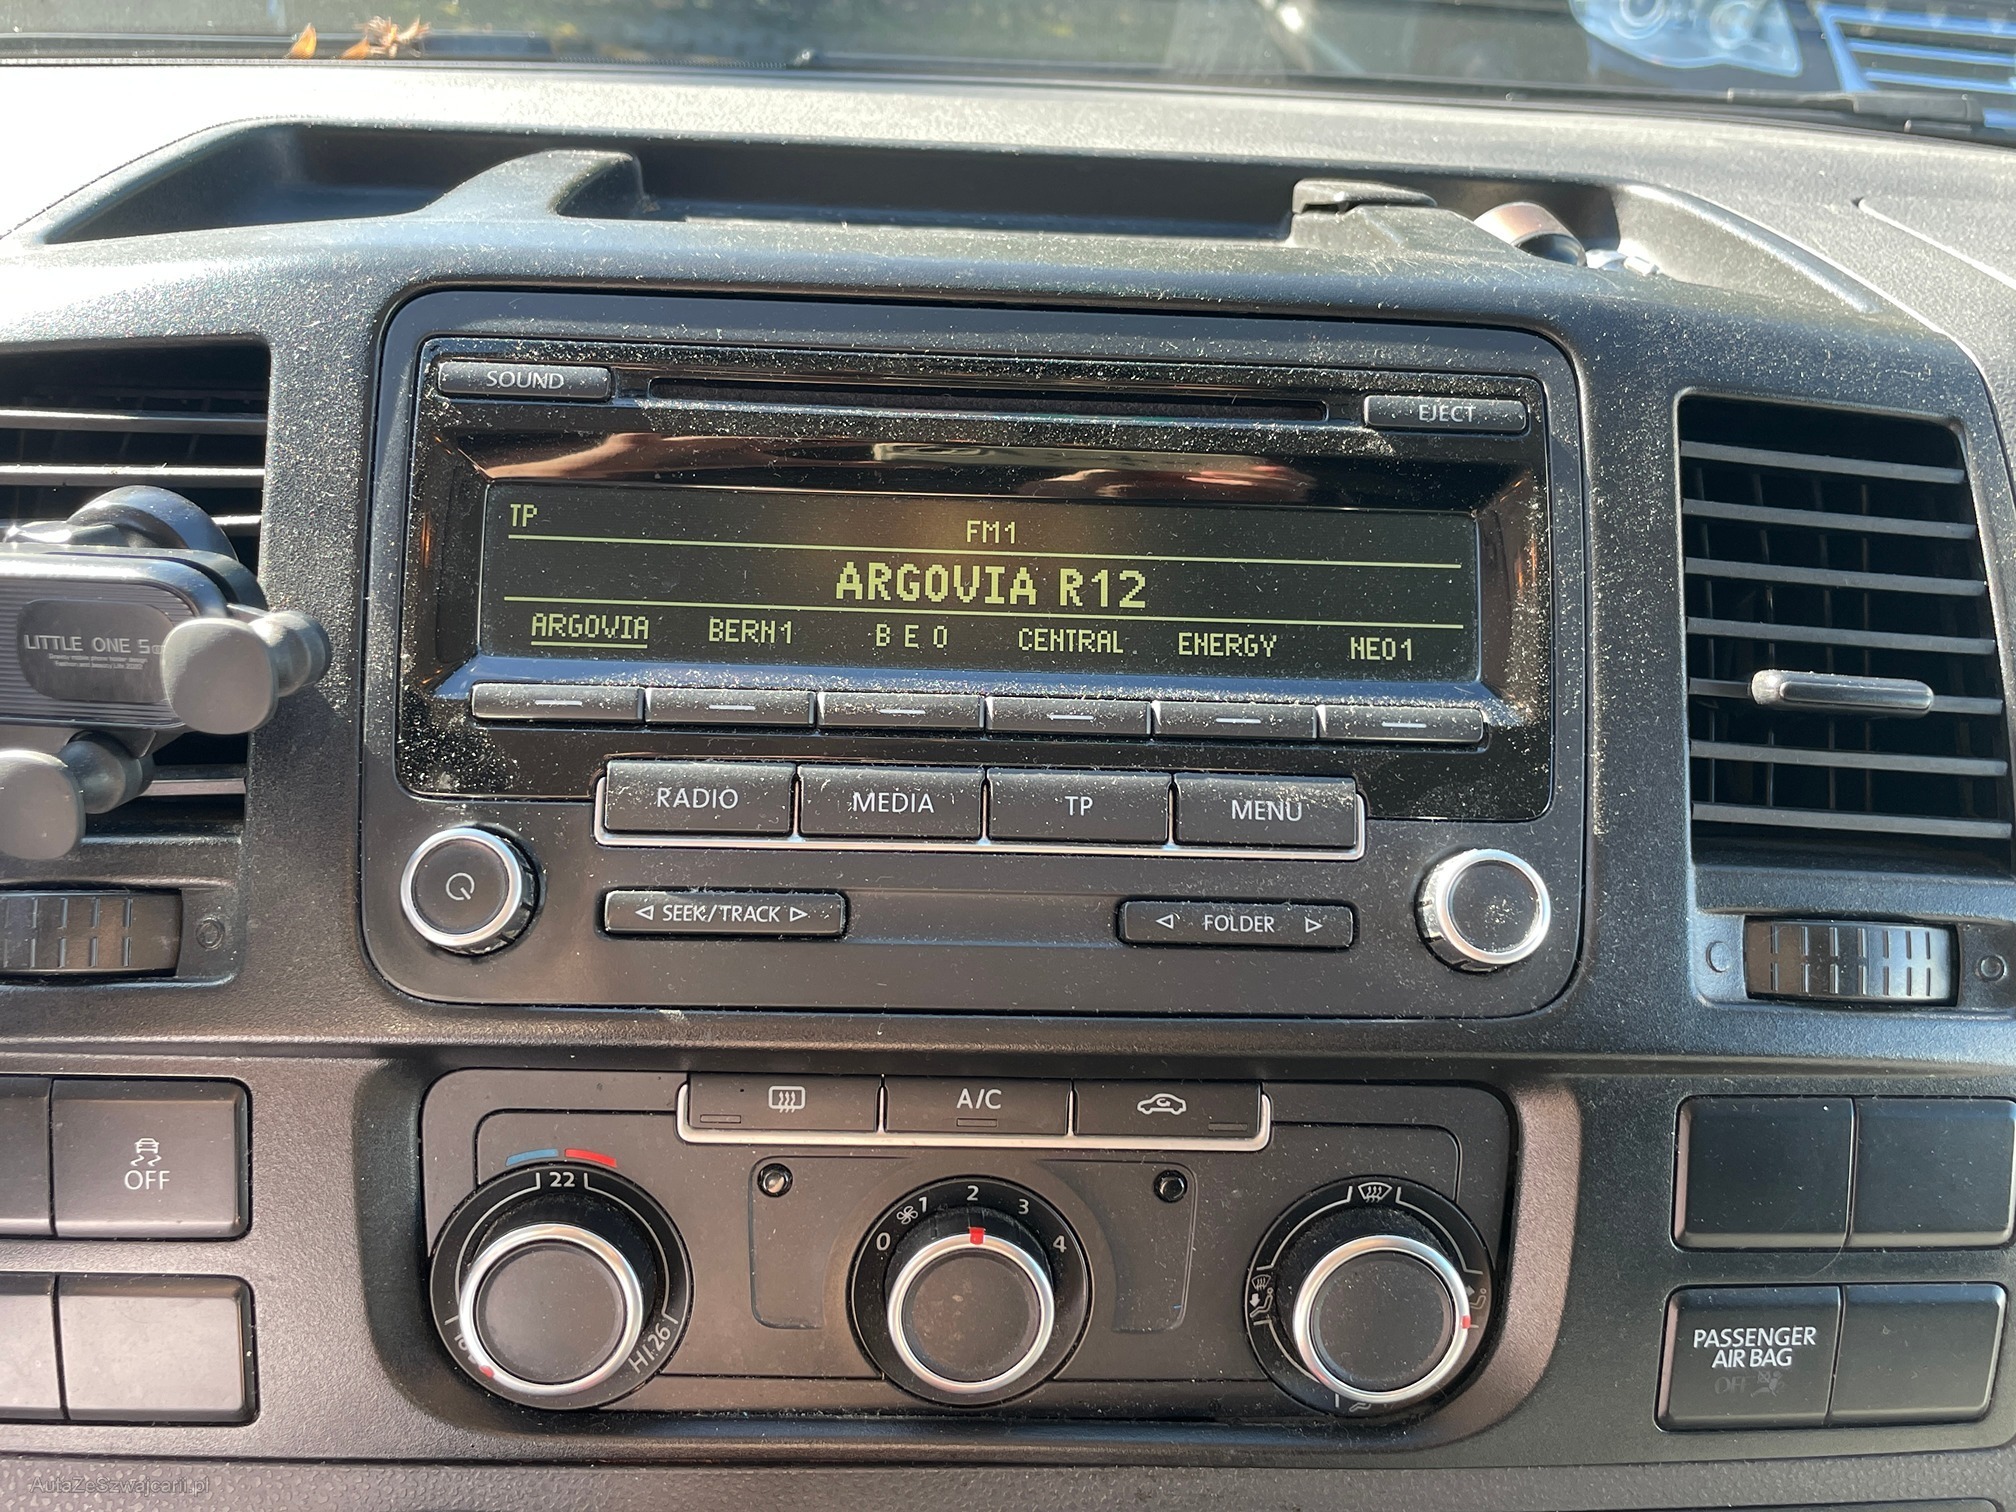 SOUND
EJECT
TP
FM1
ARGOVIA R12
ARGOVIA BERN1 B E O CENTRAL ENERGY NEO1
LITTLE ONE S
RADIO MEDIA TP MENU
SEEK/TRACK
FOLDER
A/C
OFF
22
HI 26
0 1 2 3 4
PASSENGER
AIR BAG
OFF
AutaZeSzwajcarii.pl